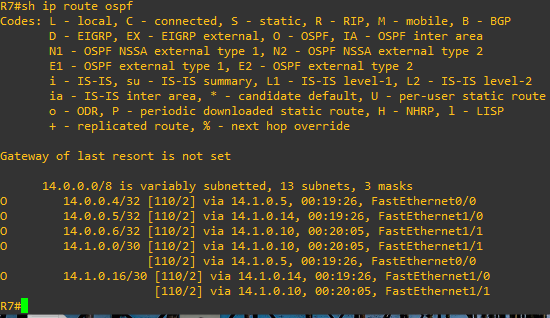 R7#sh ip route ospf
Codes: L - local, C - connected, S - static, R - RIP, M - mobile, B - BGP
       D - EIGRP, EX - EIGRP external, O - OSPF, IA - OSPF inter area
       N1 - OSPF NSSA external type 1, N2 - OSPF NSSA external type 2
       E1 - OSPF external type 1, E2 - OSPF external type 2
       i - IS-IS, su - IS-IS summary, L1 - IS-IS level-1, L2 - IS-IS level-2
       ia - IS-IS inter area, * - candidate default, U - per-user static route
       o - ODR, P - periodic downloaded static route, H - NHRP, l - LISP
       + - replicated route, % - next hop override
Gateway of last resort is not set
      14.0.0.0/8 is variably subnetted, 13 subnets, 3 masks
O        14.0.0.4/32 [110/2] via 14.1.0.5, 00:19:26, FastEthernet0/0
O        14.0.0.5/32 [110/2] via 14.1.0.14, 00:19:26, FastEthernet1/0
O        14.0.0.6/32 [110/2] via 14.1.0.10, 00:20:05, FastEthernet1/1
O        14.1.0.0/30 [110/2] via 14.1.0.10, 00:20:05, FastEthernet1/1
                     [110/2] via 14.1.0.5, 00:19:26, FastEthernet0/0
O        14.1.0.16/30 [110/2] via 14.1.0.14, 00:19:26, FastEthernet1/0
                      [110/2] via 14.1.0.10, 00:20:05, FastEthernet1/1
R7#